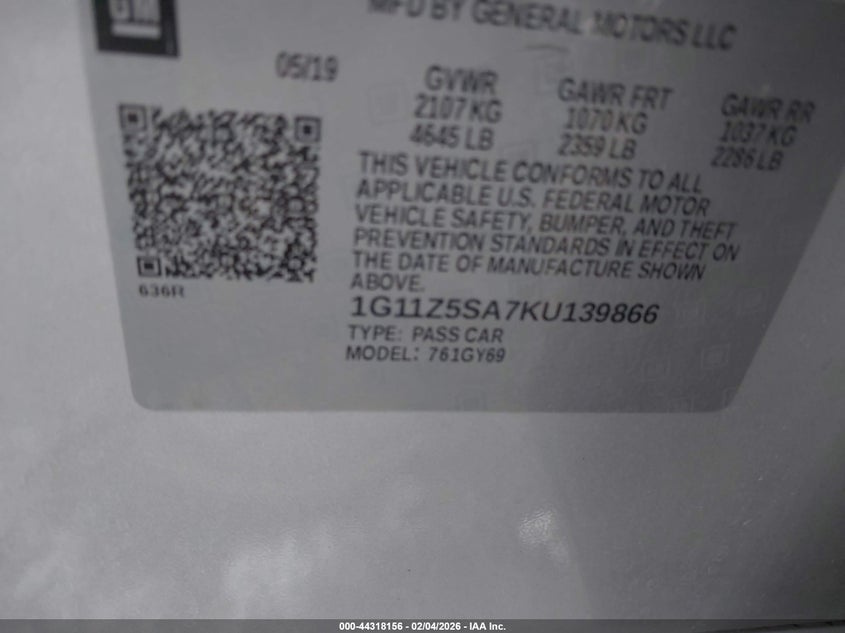 GM
MFD BY GENERAL MOTORS LLC
05/19
GVWR GAWR FRT GAWR RR
2107 KG 1070 KG 1037 KG
4645 LB 2359 LB 2286 LB
THIS VEHICLE CONFORMS TO ALL
APPLICABLE U.S. FEDERAL MOTOR
VEHICLE SAFETY, BUMPER, AND THEFT
PREVENTION STANDARDS IN EFFECT ON
THE DATE OF MANUFACTURE SHOWN
ABOVE.
636R
1G11Z5SA7KU139866
TYPE: PASS CAR
MODEL: 761GY69
000-44318156 - 02/04/2026 - IAA Inc.